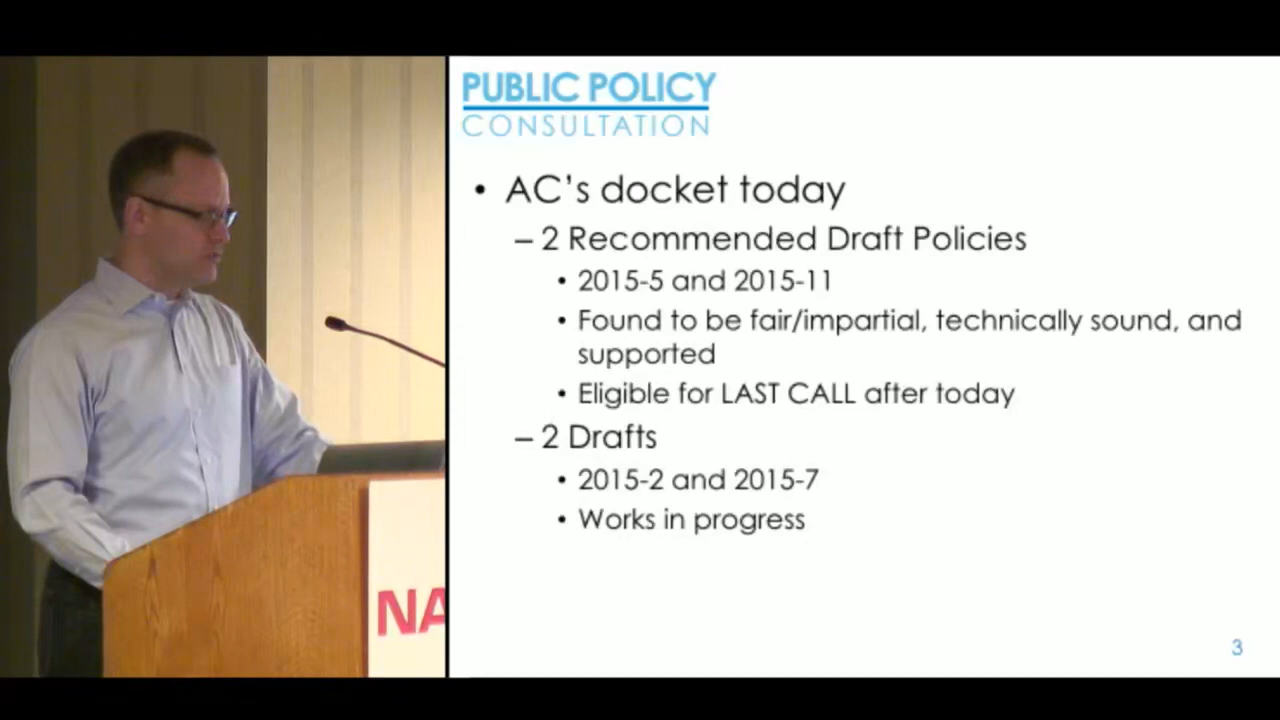 PUBLIC POLICY
CONSULTATION
• AC's docket today
– 2 Recommended Draft Policies
• 2015-5 and 2015-11
• Found to be fair/impartial, technically sound, and
supported
• Eligible for LAST CALL after today
– 2 Drafts
• 2015-2 and 2015-7
• Works in progress
NA
3